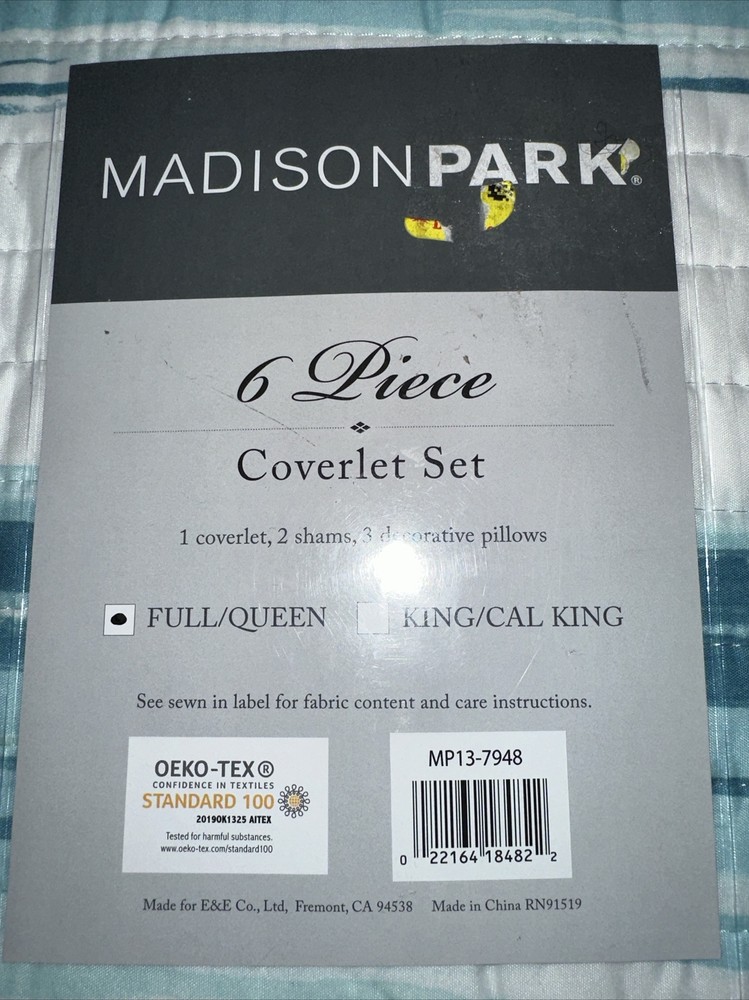 MADISONPARK®
6 Piece
Coverlet Set
1 coverlet, 2 shams, 3 decorative pillows
FULL/QUEEN KING/CAL KING
See sewn in label for fabric content and care instructions.
OEKO-TEX®
CONFIDENCE IN TEXTILES
STANDARD 100
2019OK1325 AITEX
Tested for harmful substances.
www.oeko-tex.com/standard100
MP13-7948
0 22164 18482 2
Made for E&E Co., Ltd, Fremont, CA 94538 Made in China RN91519